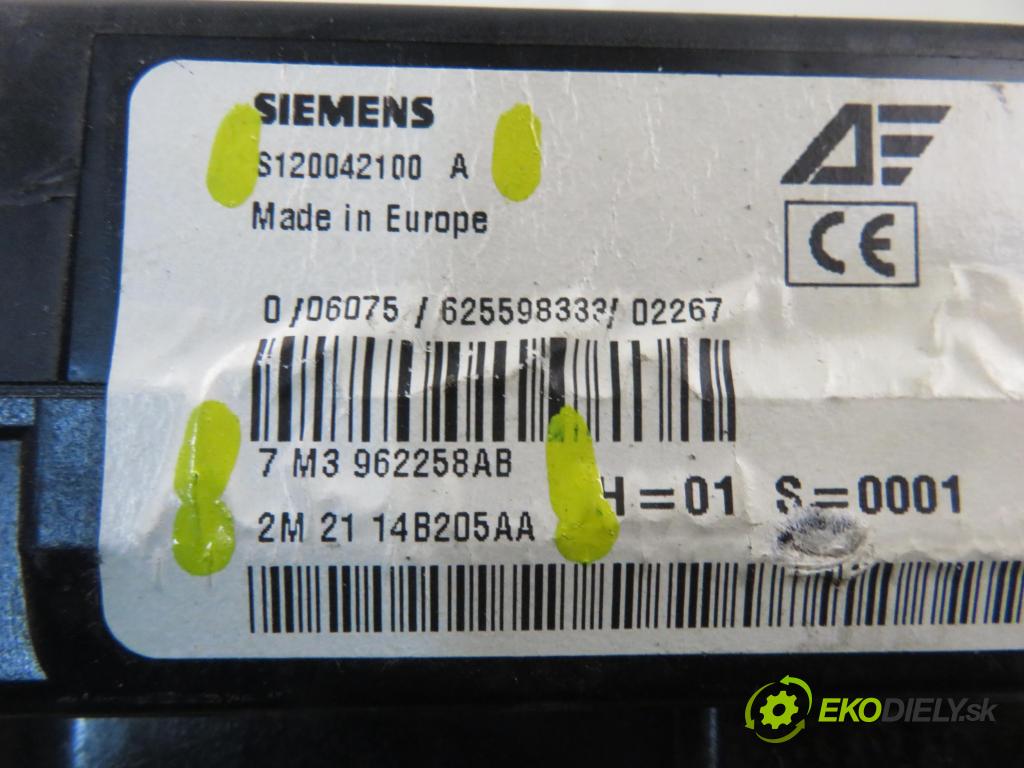 SIEMENS
S120042100 A
Made in Europe
AE
CE
0 /06075 / 625598333/ 02267
7 M3 962258AB
H=01 S=0001
2M 21 14B205AA
EKODIELY.sk